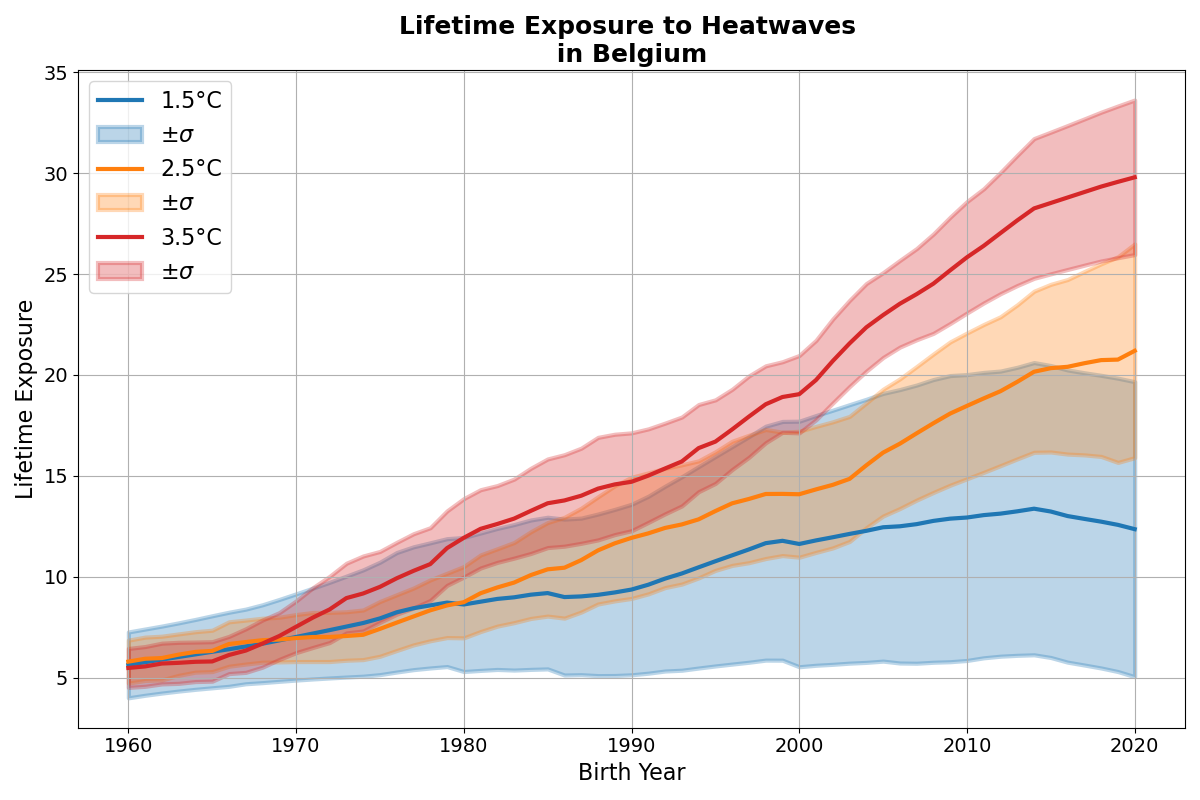 Lifetime Exposure to Heatwaves
in Belgium
35
30
25
20
15
10
5
Lifetime Exposure
1.5°C
±σ
2.5°C
±σ
3.5°C
±σ
1960 1970 1980 1990 2000 2010 2020
Birth Year